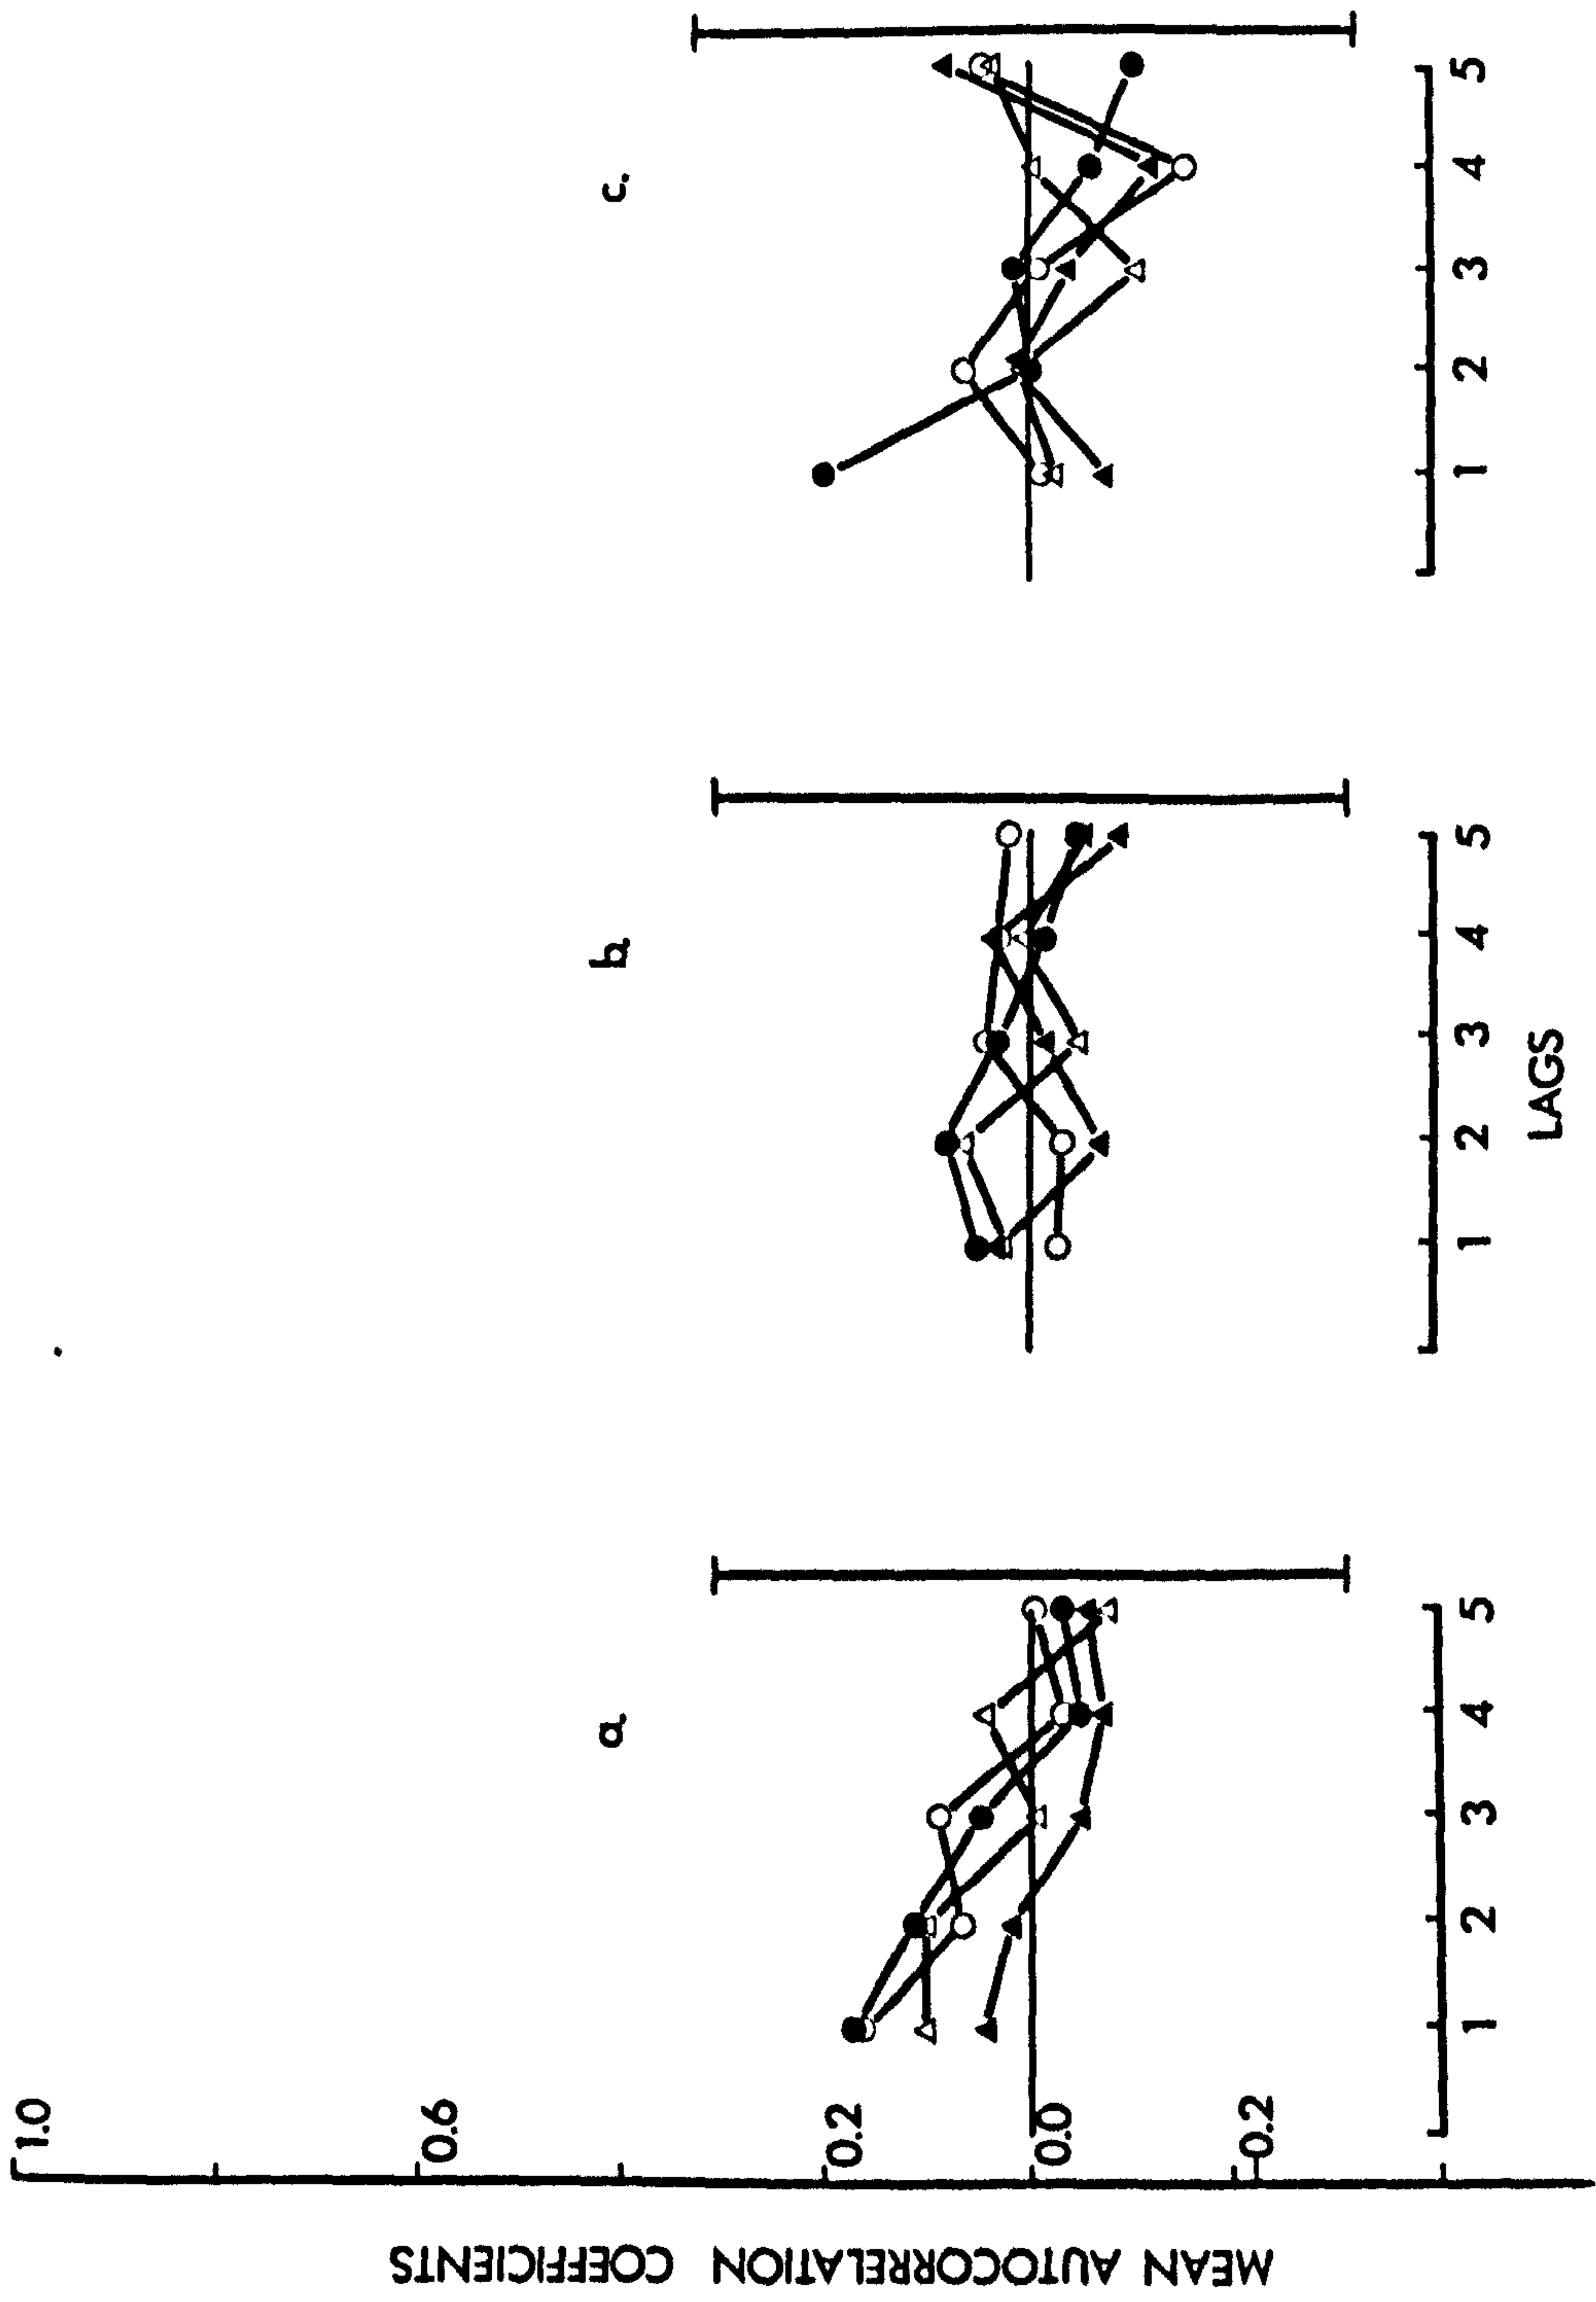 MEAN AUTOCORRELATION COEFFICIENTS
1.0
0.6
0.2
0.0
-0.2
a.
b.
c.
1 2 3 4 5
1 2 3 4 5
1 2 3 4 5
LAGS